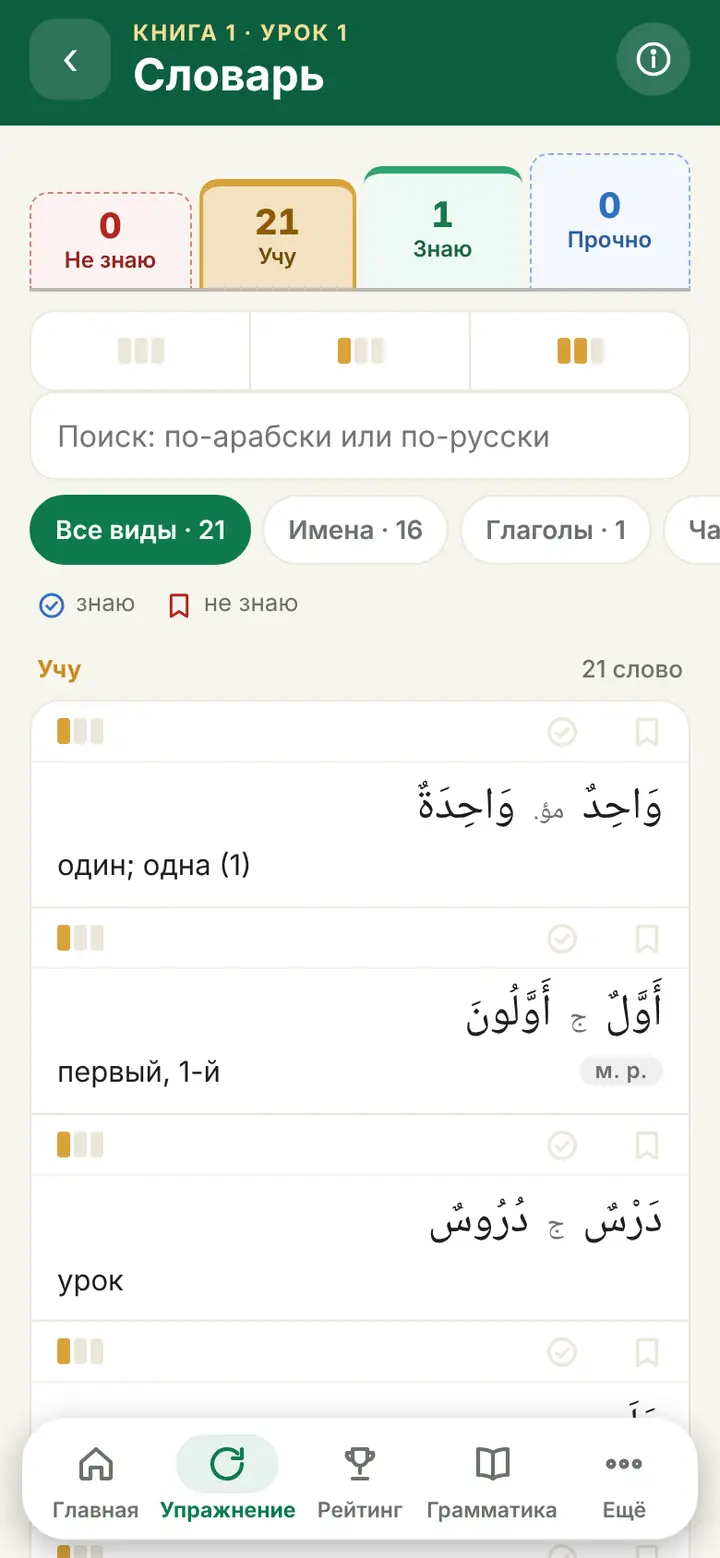 КНИГА 1 · УРОК 1
Словарь
0
Не знаю
21
Учу
1
Знаю
0
Прочно
Поиск: по-арабски или по-русски
Все виды · 21
Имена · 16
Глаголы · 1
Ча
знаю
не знаю
Учу
21 слово
وَاحِدٌ مؤ. وَاحِدَةٌ
один; одна (1)
أَوَّلٌ ج أَوَّلُونَ
м. р.
первый, 1-й
دَرْسٌ ج دُرُوسٌ
урок
Главная
Упражнение
Рейтинг
Грамматика
Ещё